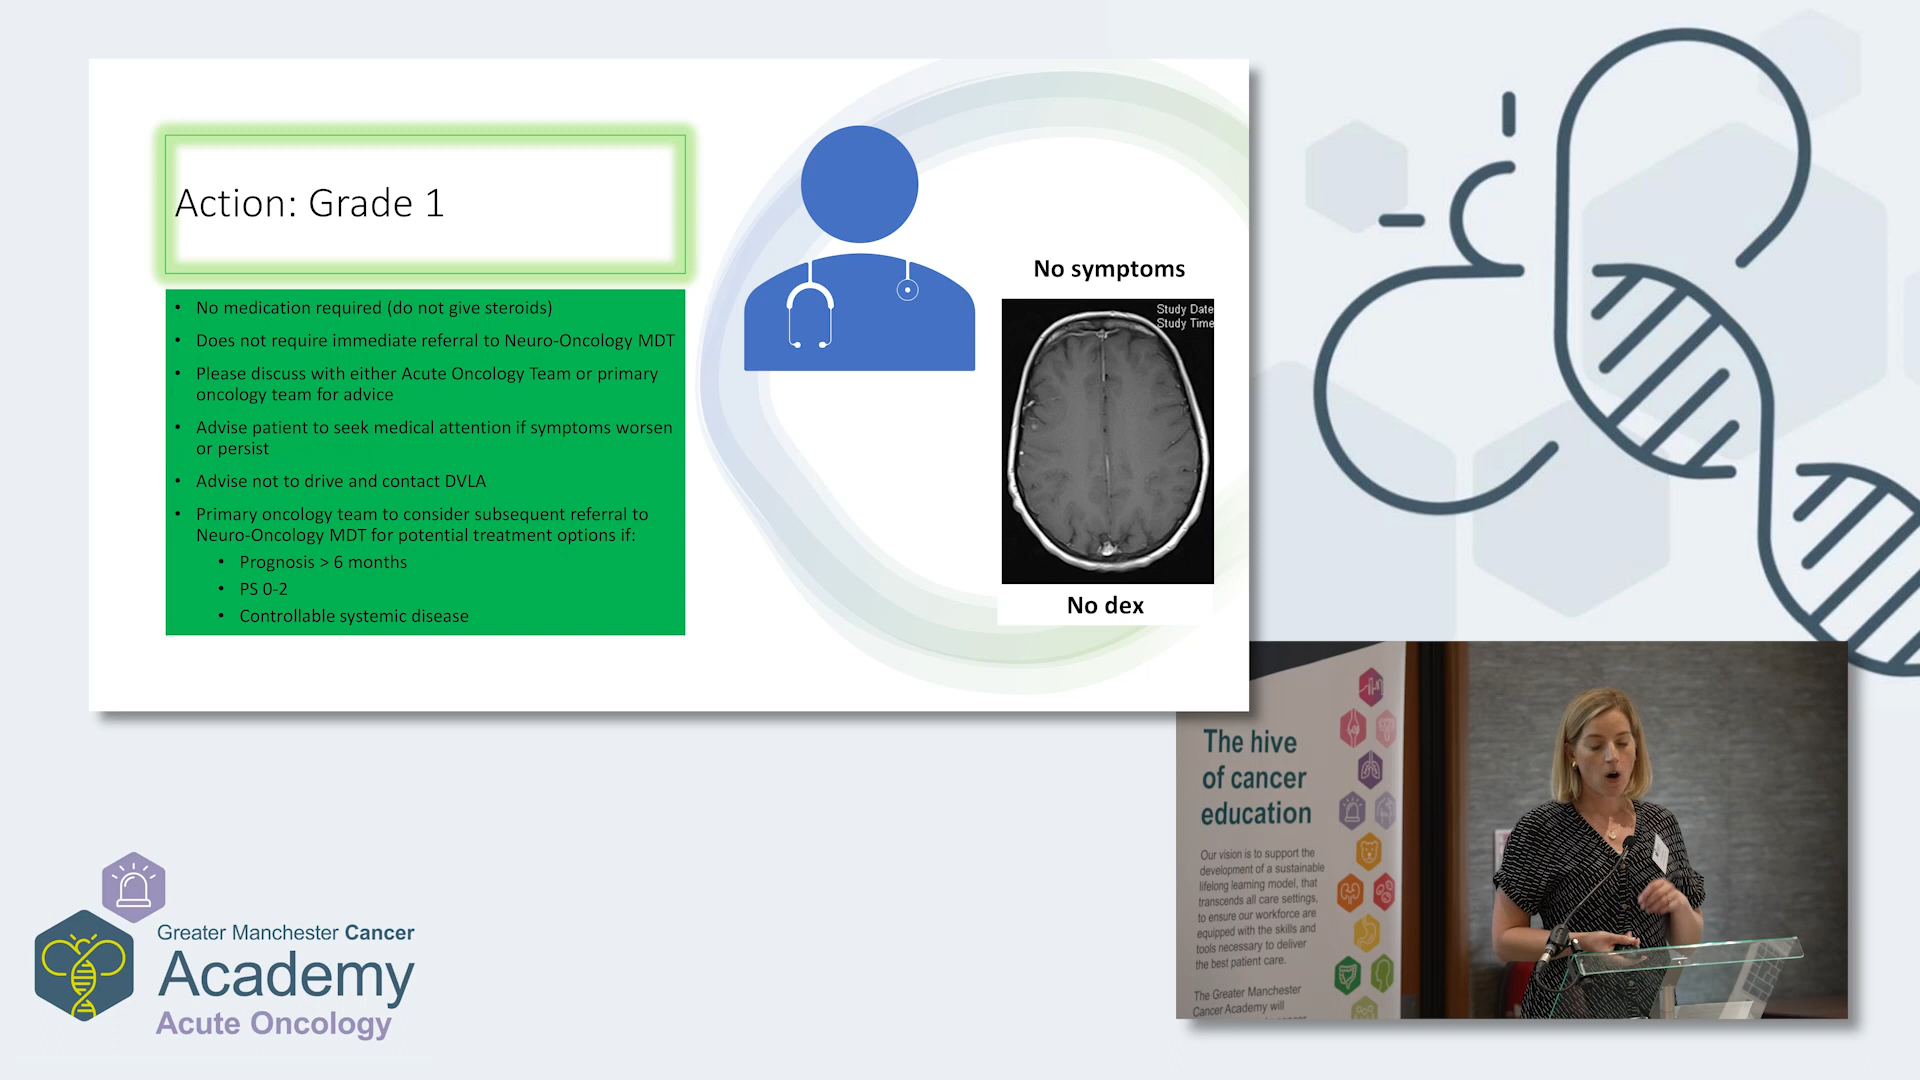 Action: Grade 1
• No medication required (do not give steroids)
• Does not require immediate referral to Neuro-Oncology MDT
• Please discuss with either Acute Oncology Team or primary
oncology team for advice
• Advise patient to seek medical attention if symptoms worsen
or persist
• Advise not to drive and contact DVLA
• Primary oncology team to consider subsequent referral to
Neuro-Oncology MDT for potential treatment options if:
• Prognosis > 6 months
• PS 0-2
• Controllable systemic disease
No symptoms
Study Date
Study Time
No dex
The hive
of cancer
education
Our vision is to support the
development of a sustainable
lifelong learning model, that
transcends all care settings,
to ensure our workforce are
equipped with the skills and
tools necessary to deliver
the best patient care.
The Greater Manchester
Cancer Academy will
Greater Manchester Cancer
Academy
Acute Oncology